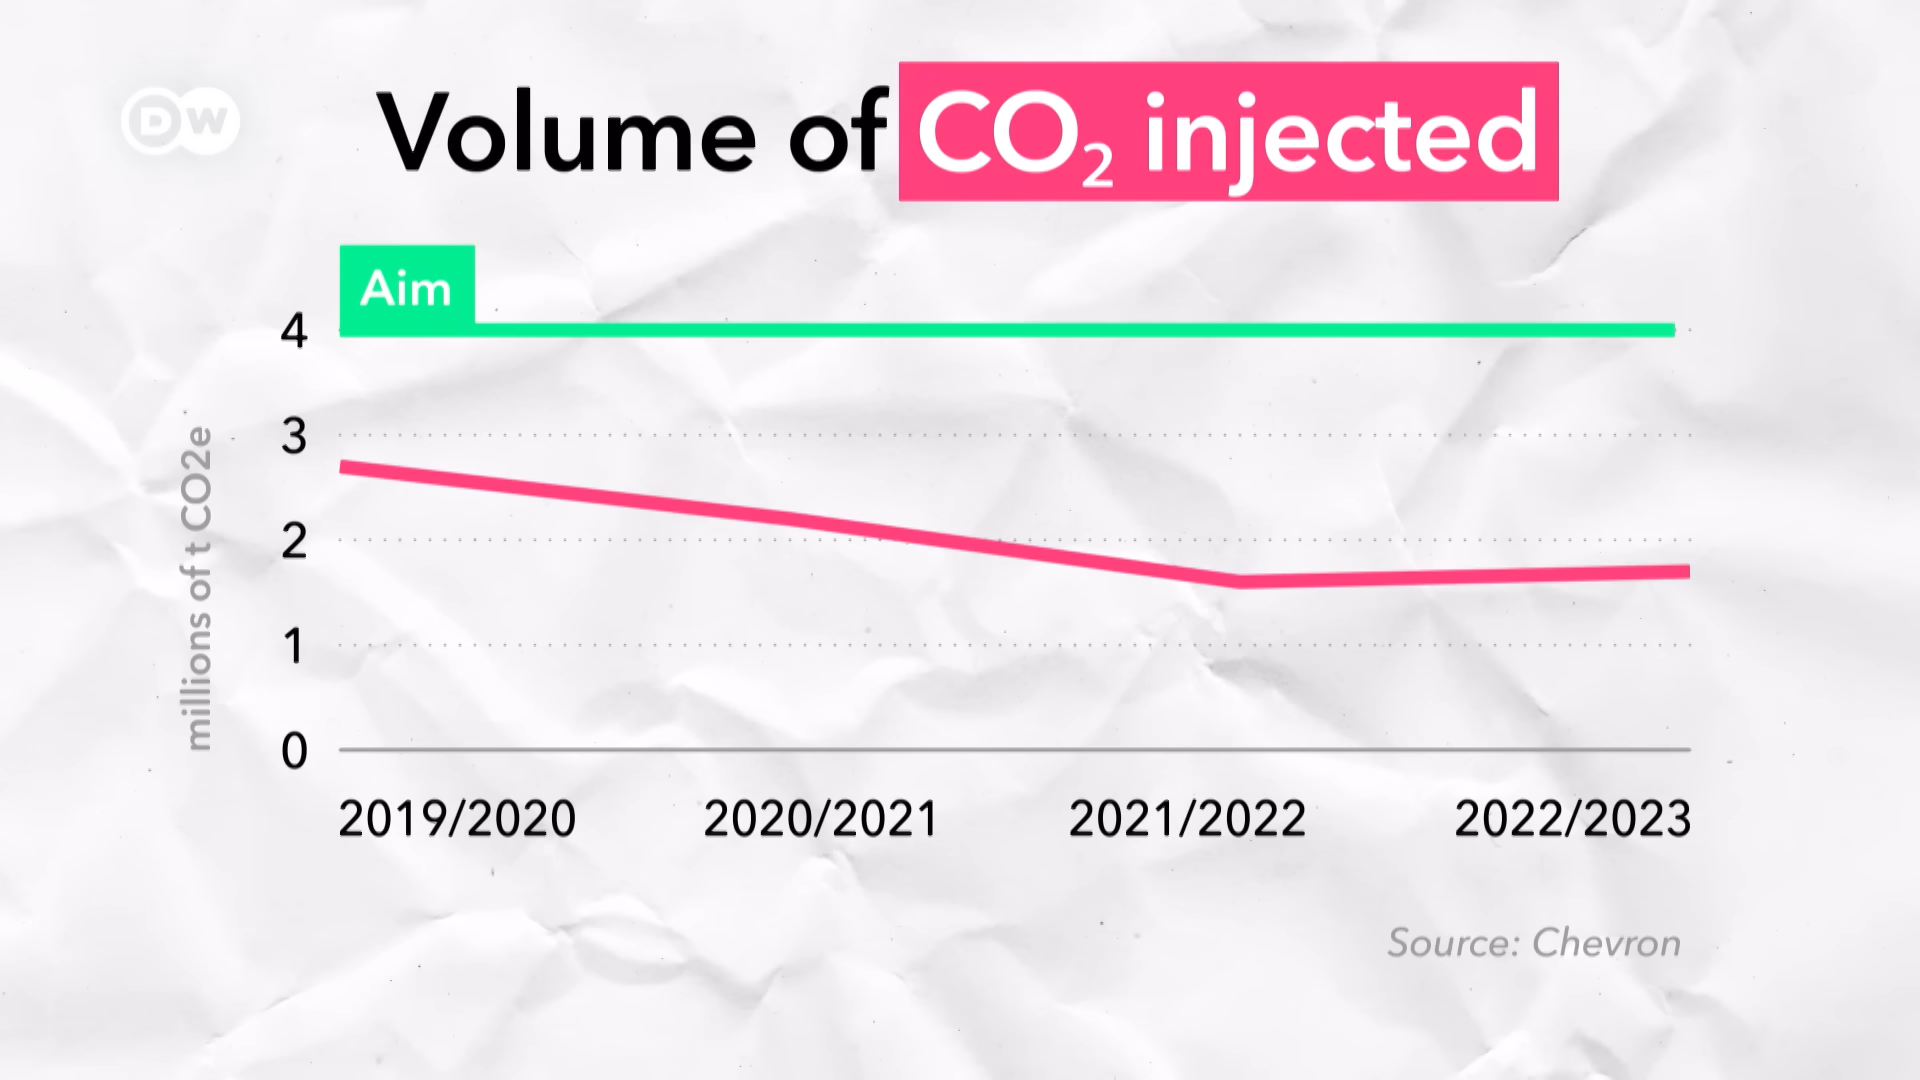 DW
Volume of CO₂ injected
Aim
4
3
2
1
0
millions of t CO2e
2019/2020 2020/2021 2021/2022 2022/2023
Source: Chevron